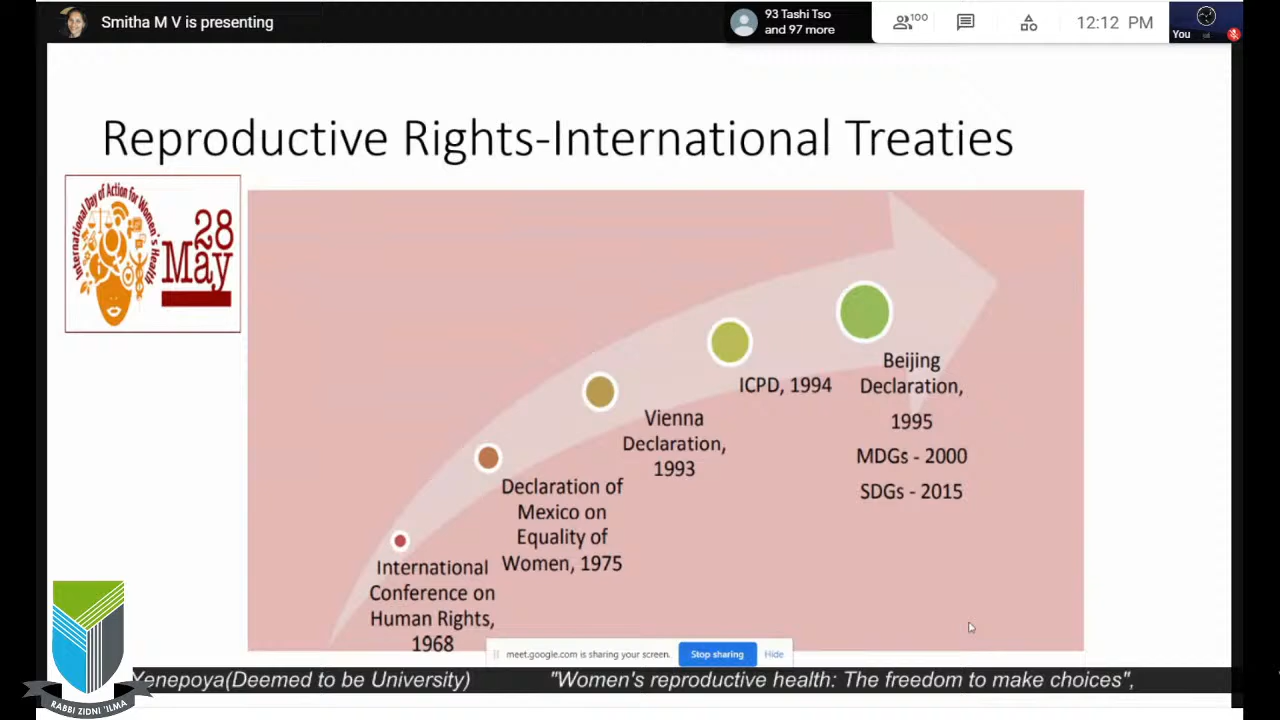 Smitha M V is presenting
93 Tashi Tso
and 97 more
100
12:12 PM
You
Reproductive Rights-International Treaties
International Day of Action for Women's Health
28
May
Beijing
Declaration,
1995
MDGs - 2000
SDGs - 2015
ICPD, 1994
Vienna
Declaration,
1993
Declaration of
Mexico on
Equality of
Women, 1975
International
Conference on
Human Rights,
1968
meet.google.com is sharing your screen.
Stop sharing
Hide
Yenepoya(Deemed to be University)
"Women's reproductive health: The freedom to make choices",
RABBI ZIDNI 'ILMA